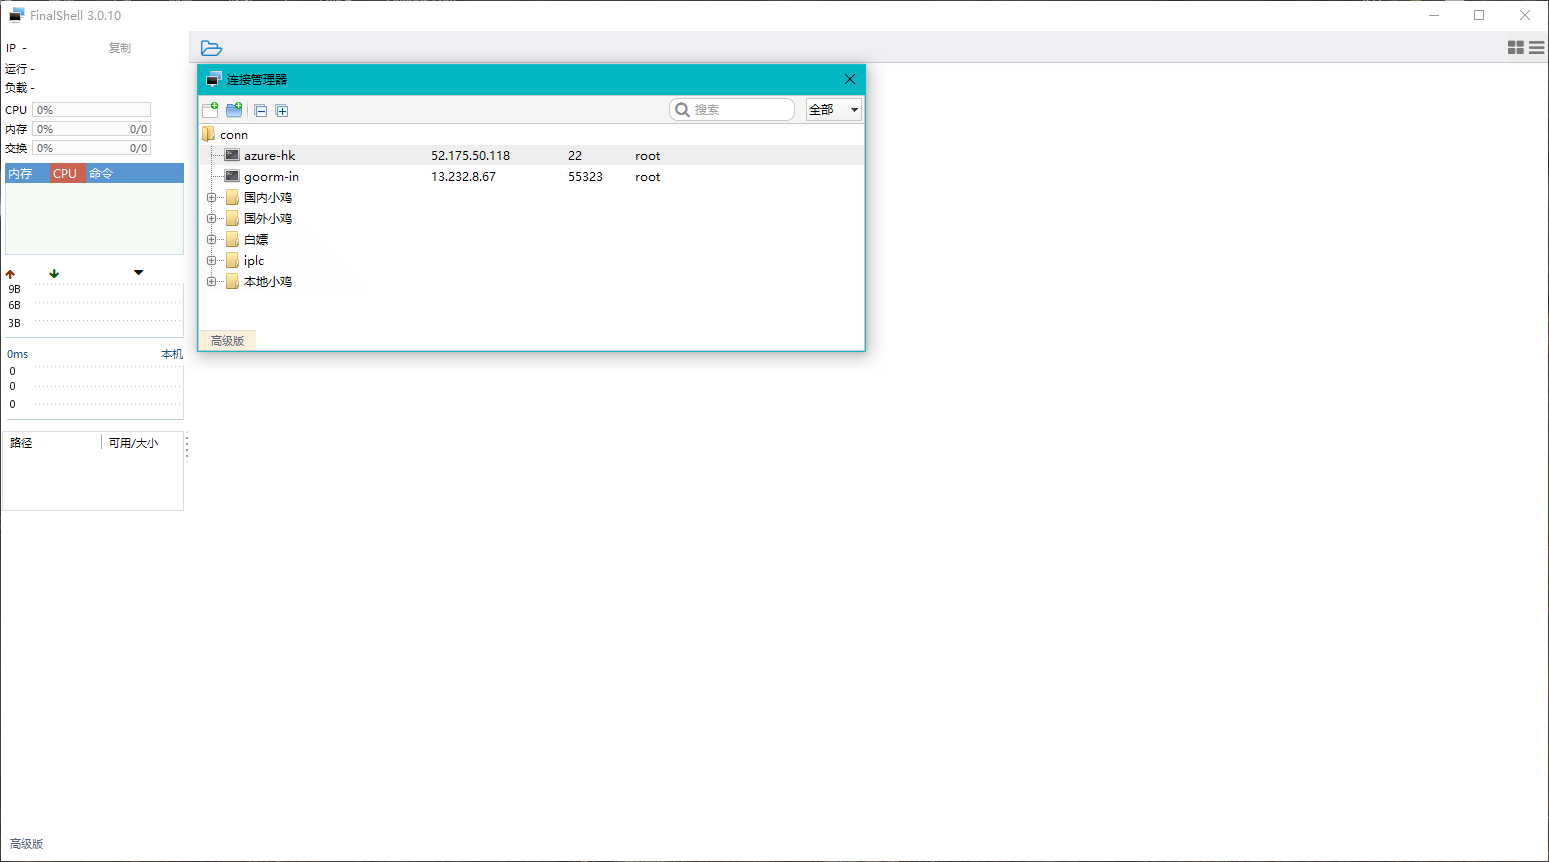 FinalShell 3.0.10
IP - 复制
运行 -
负载 -
CPU 0%
内存 0% 0/0
交换 0% 0/0
内存 CPU 命令
9B
6B
3B
0ms 本机
0
0
0
路径 可用/大小
高级版
连接管理器
搜索 全部
conn
azure-hk 52.175.50.118 22 root
goorm-in 13.232.8.67 55323 root
国内小鸡
国外小鸡
白嫖
iplc
本地小鸡
高级版